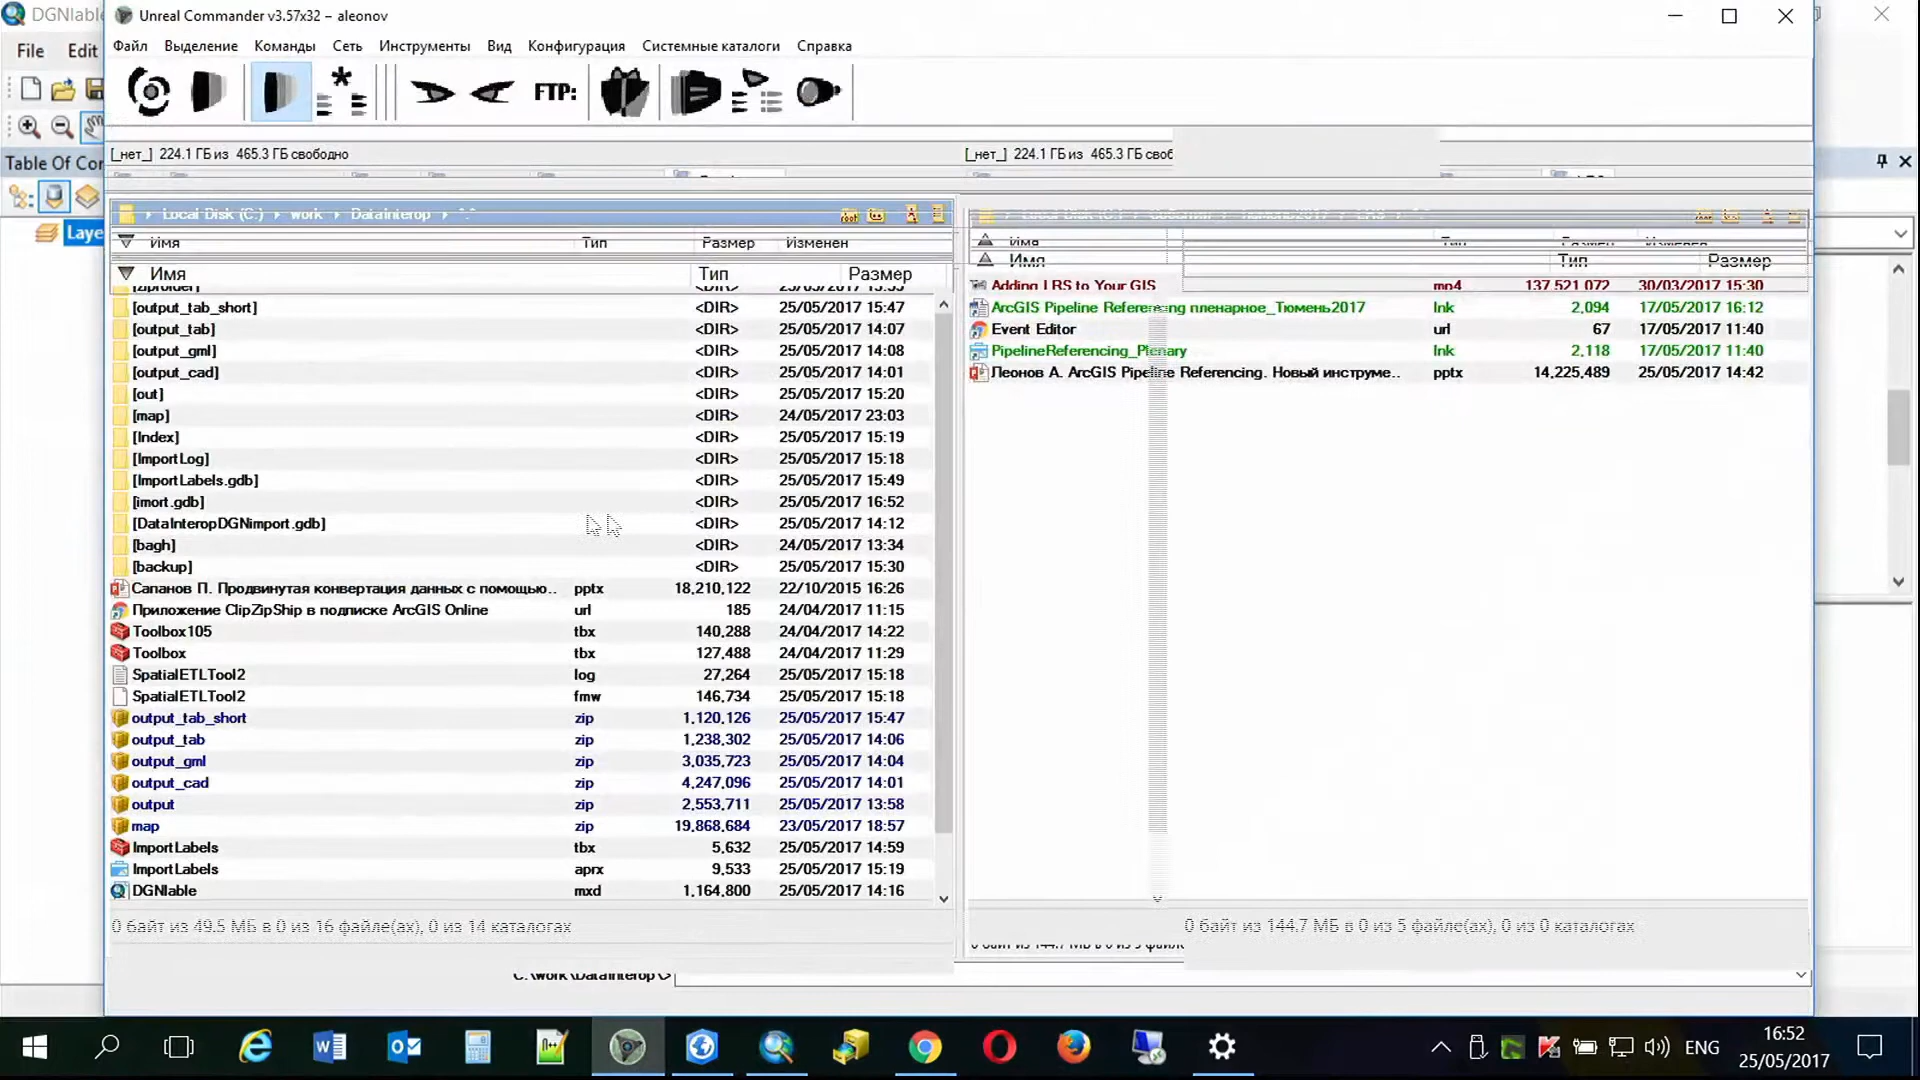 DGNlable
Unreal Commander v3.57x32 – aleonov
File Edit
Файл Выделение Команды Сеть Инструменты Вид Конфигурация Системные каталоги Справка
FTP:
Table Of Con
[_нет_] 224.1 ГБ из 465.3 ГБ свободно
[_нет_] 224.1 ГБ из 465.3 ГБ своб
Local Disk (C:) work DataInterop *.*
Имя Тип Размер Изменен
Имя Тип Размер
[output_tab_short] <DIR> 25/05/2017 15:47
[output_tab] <DIR> 25/05/2017 14:07
[output_gml] <DIR> 25/05/2017 14:08
[output_cad] <DIR> 25/05/2017 14:01
[out] <DIR> 25/05/2017 15:20
[map] <DIR> 24/05/2017 23:03
[Index] <DIR> 25/05/2017 15:19
[ImportLog] <DIR> 25/05/2017 15:18
[ImportLabels.gdb] <DIR> 25/05/2017 15:49
[imort.gdb] <DIR> 25/05/2017 16:52
[DataInteropDGNimport.gdb] <DIR> 25/05/2017 14:12
[bagh] <DIR> 24/05/2017 13:34
[backup] <DIR> 25/05/2017 15:30
Сапанов П. Продвинутая конвертация данных с помощью.. pptx 18,210,122 22/10/2015 16:26
Приложение ClipZipShip в подписке ArcGIS Online url 185 24/04/2017 11:15
Toolbox105 tbx 140,288 24/04/2017 14:22
Toolbox tbx 127,488 24/04/2017 11:29
SpatialETLTool2 log 27,264 25/05/2017 15:18
SpatialETLTool2 fmw 146,734 25/05/2017 15:18
output_tab_short zip 1,120,126 25/05/2017 15:47
output_tab zip 1,238,302 25/05/2017 14:06
output_gml zip 3,035,723 25/05/2017 14:04
output_cad zip 4,247,096 25/05/2017 14:01
output zip 2,553,711 25/05/2017 13:58
map zip 19,868,684 23/05/2017 18:57
ImportLabels tbx 5,632 25/05/2017 14:59
ImportLabels aprx 9,533 25/05/2017 15:19
DGNlable mxd 1,164,800 25/05/2017 14:16
0 байт из 49.5 МБ в 0 из 16 файле(ах), 0 из 14 каталогах
Имя Тип Размер Изменен
Имя Тип Размер
Adding LRS to Your GIS mp4 137,521,072 30/03/2017 15:30
ArcGIS Pipeline Referencing пленарное_Тюмень2017 lnk 2,094 17/05/2017 16:12
Event Editor url 67 17/05/2017 11:40
PipelineReferencing_Plenary lnk 2,118 17/05/2017 11:40
Леонов А. ArcGIS Pipeline Referencing. Новый инструме.. pptx 14,225,489 25/05/2017 14:42
0 байт из 144.7 МБ в 0 из 5 файле(ах), 0 из 0 каталогах
C:\work\DataInterop\>
Laye
ENG
16:52
25/05/2017